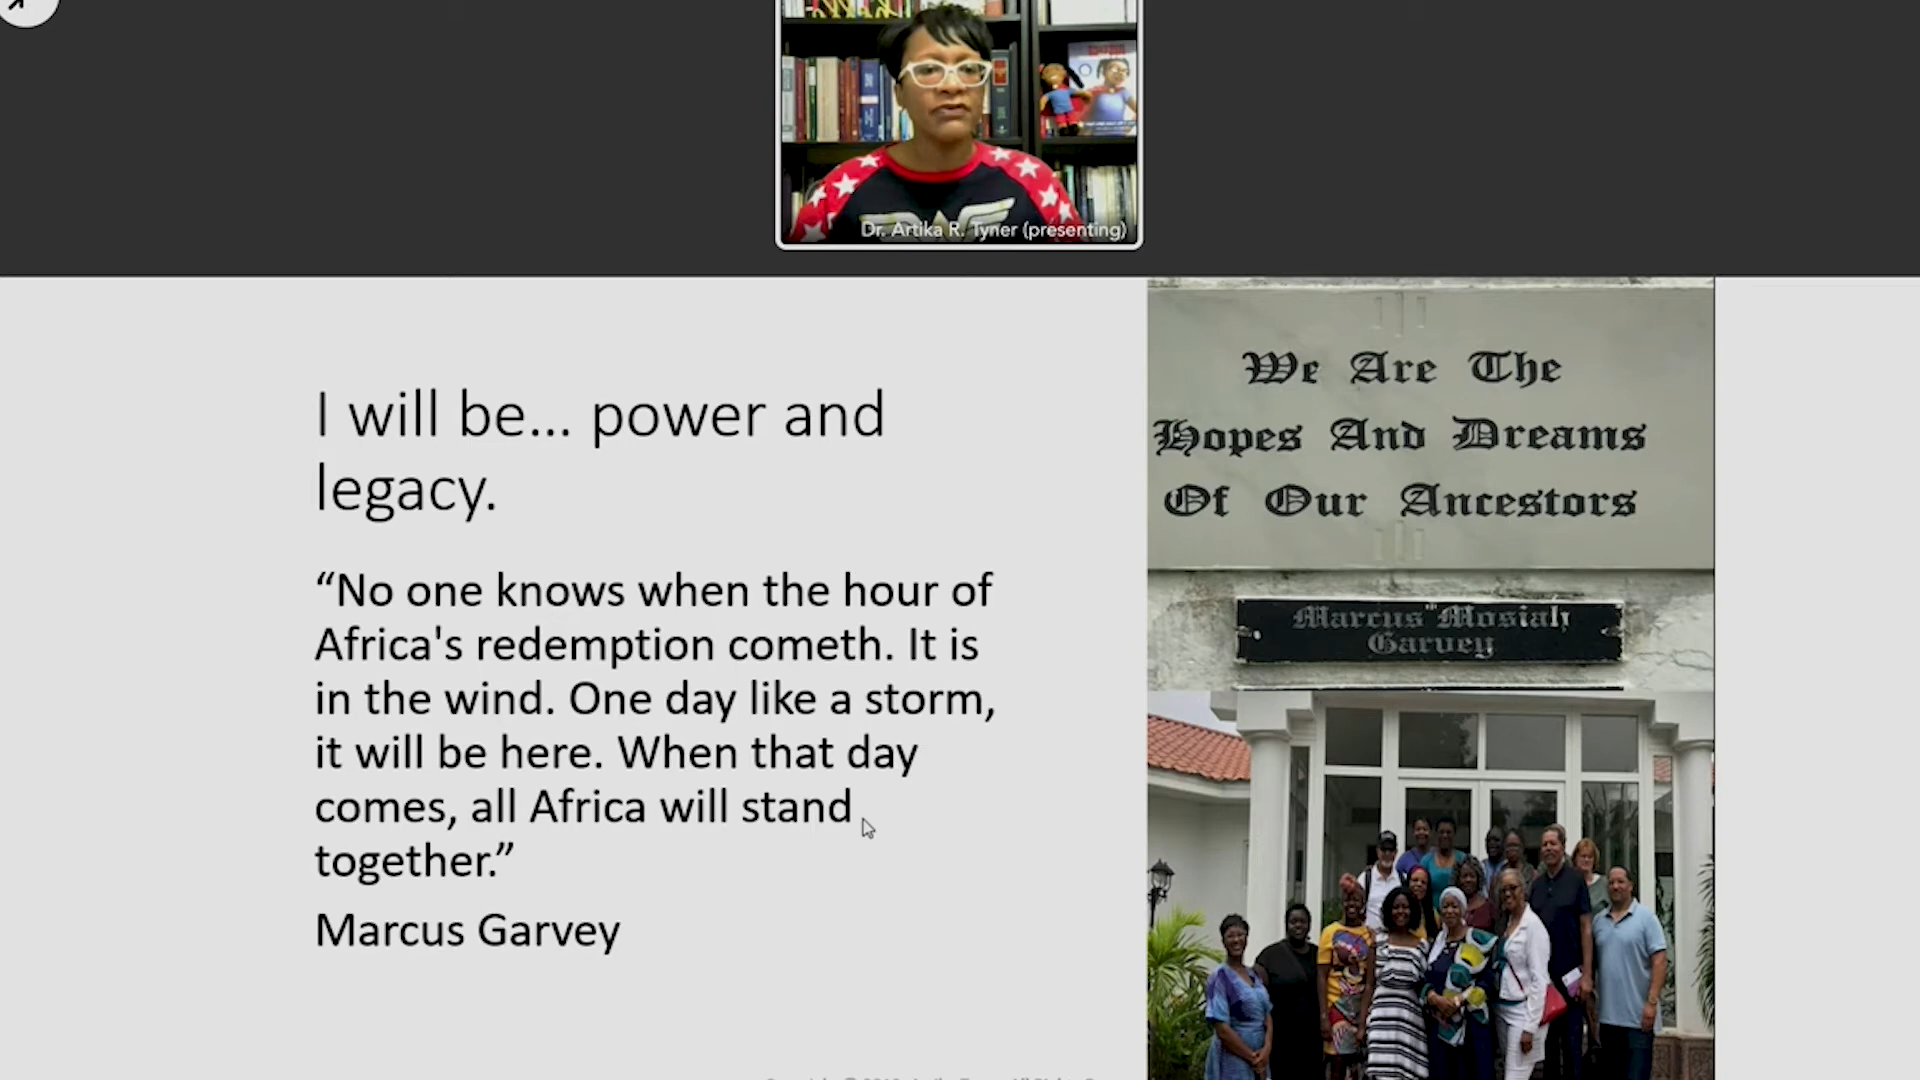 Dr. Artika R. Tyner (presenting)
I will be... power and
legacy.
“No one knows when the hour of
Africa's redemption cometh. It is
in the wind. One day like a storm,
it will be here. When that day
comes, all Africa will stand
together.”
Marcus Garvey
We Are The
Hopes And Dreams
Of Our Ancestors
Marcus "Mosiah
Garvey